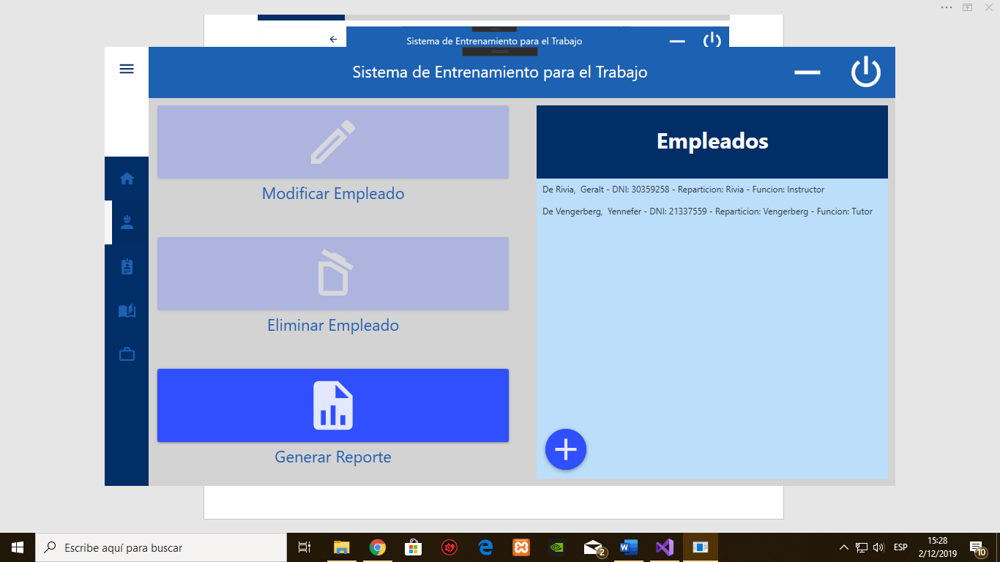 Sistema de Entrenamiento para el Trabajo
Sistema de Entrenamiento para el Trabajo
Modificar Empleado
Eliminar Empleado
Generar Reporte
Empleados
De Rivia,  Geralt - DNI: 30359258 - Reparticion: Rivia - Funcion: Instructor
De Vengerberg,  Yennefer - DNI: 21337559 - Reparticion: Vengerberg - Funcion: Tutor
Escribe aquí para buscar
2
ESP
15:28
2/12/2019
10